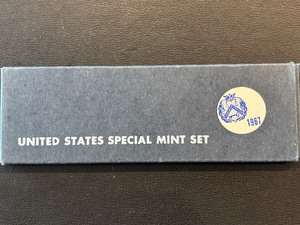 1967
UNITED STATES SPECIAL MINT SET